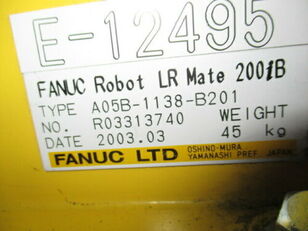 E-12495
FANUC Robot LR Mate 200iB
TYPE A05B-1138-B201
NO. R03313740 WEIGHT
DATE 2003.03 45 kg
FANUC LTD OSHINO-MURA
YAMANASHI PREF. JAPAN